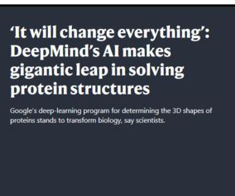 ‘It will change everything’:
DeepMind’s AI makes
gigantic leap in solving
protein structures
Google’s deep-learning program for determining the 3D shapes of
proteins stands to transform biology, say scientists.